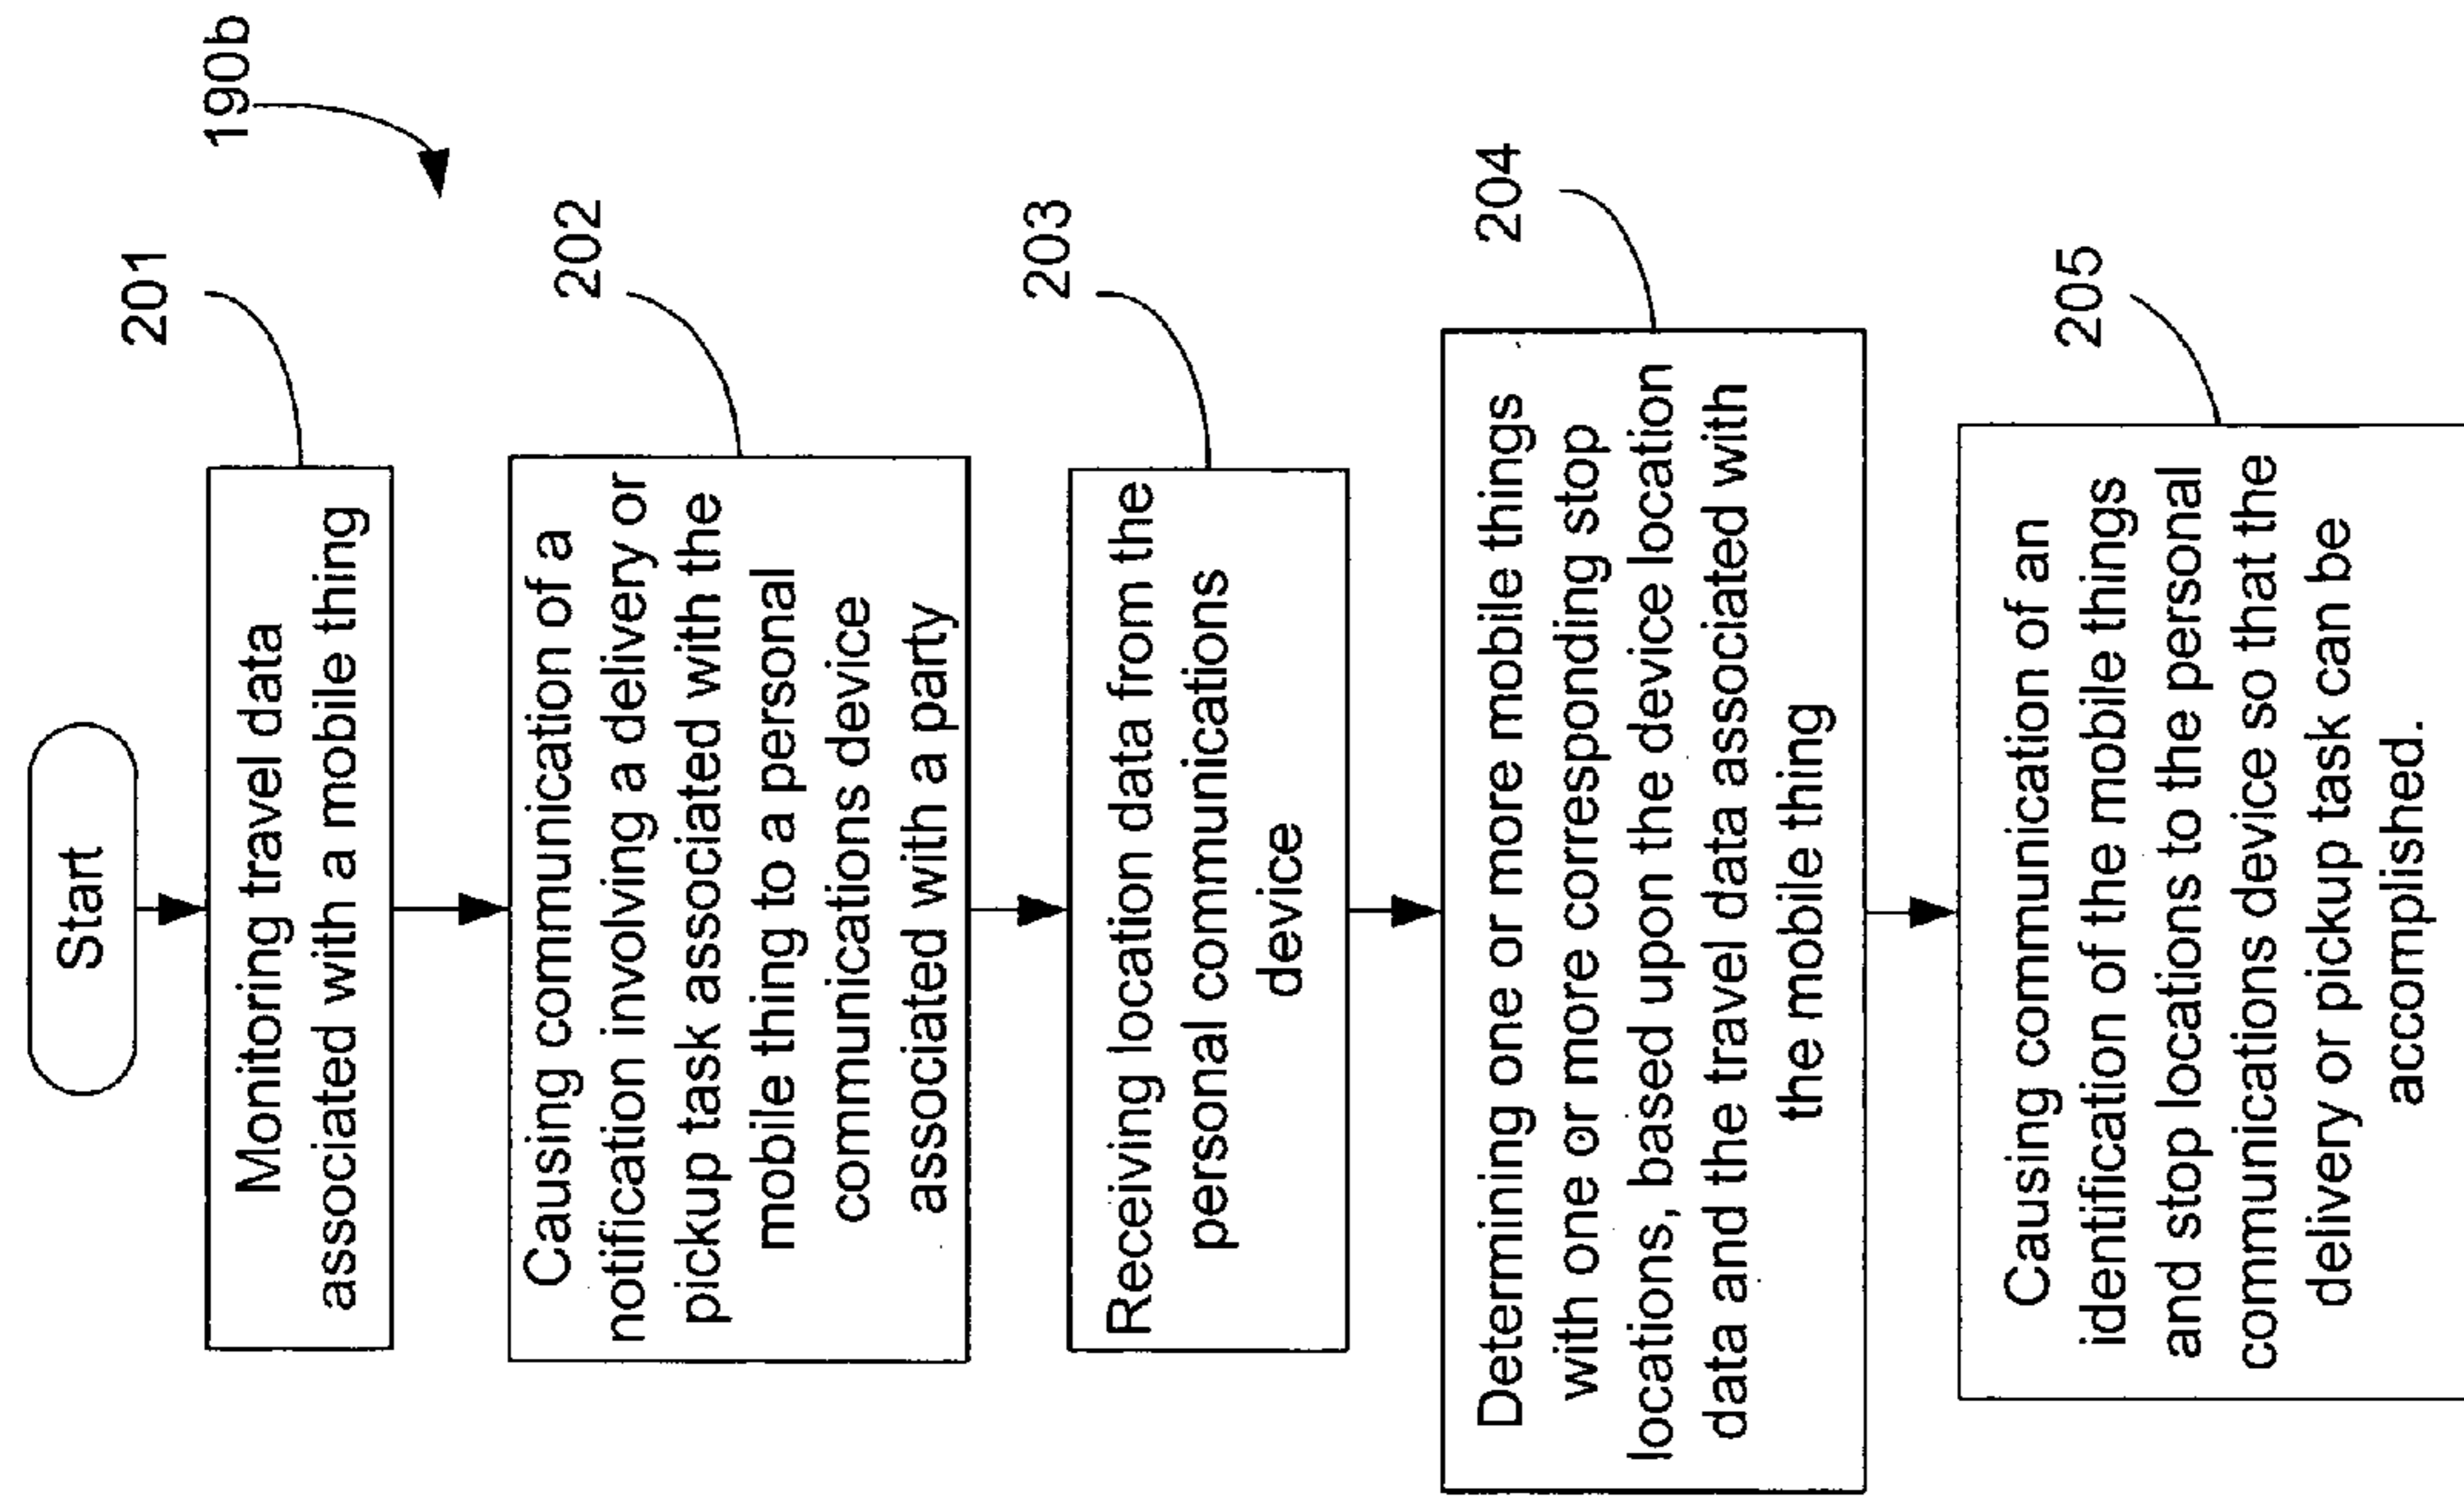 190b
Start
201
Monitoring travel data
associated with a mobile thing
202
Causing communication of a
notification involving a delivery or
pickup task associated with the
mobile thing to a personal
communications device
associated with a party
203
Receiving location data from the
personal communications
device
204
Determining one or more mobile things
with one or more corresponding stop
locations, based upon the device location
data and the travel data associated with
the mobile thing
205
Causing communication of an
identification of the mobile things
and stop locations to the personal
communications device so that the
delivery or pickup task can be
accomplished.